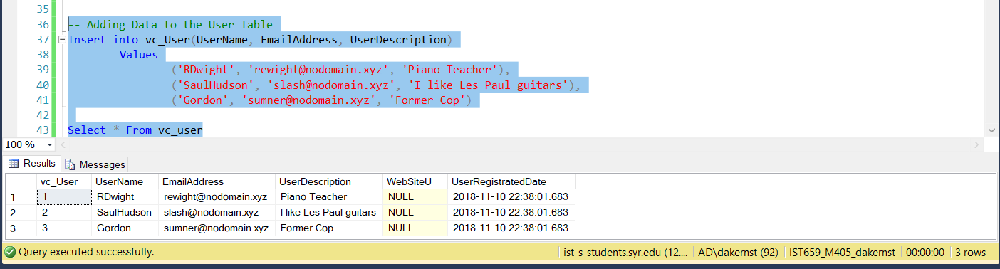 35
36 -- Adding Data to the User Table
37 Insert into vc_User(UserName, EmailAddress, UserDescription)
38 Values
39 ('RDwight', 'rewight@nodomain.xyz', 'Piano Teacher'),
40 ('SaulHudson', 'slash@nodomain.xyz', 'I like Les Paul guitars'),
41 ('Gordon', 'sumner@nodomain.xyz', 'Former Cop')
42
43 Select * From vc_user
100 %
Results Messages
vc_User UserName EmailAddress UserDescription WebSiteU UserRegistratedDate
1 1 RDwight rewight@nodomain.xyz Piano Teacher NULL 2018-11-10 22:38:01.683
2 2 SaulHudson slash@nodomain.xyz I like Les Paul guitars NULL 2018-11-10 22:38:01.683
3 3 Gordon sumner@nodomain.xyz Former Cop NULL 2018-11-10 22:38:01.683
Query executed successfully. ist-s-students.syr.edu (12.... AD\dakernst (92) IST659_M405_dakernst 00:00:00 3 rows